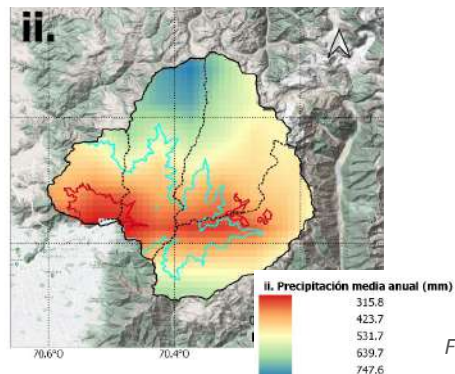 ii.
ii. Precipitación media anual (mm)
315.8
423.7
531.7
639.7
747.6
70.6°O
70.4°O
F